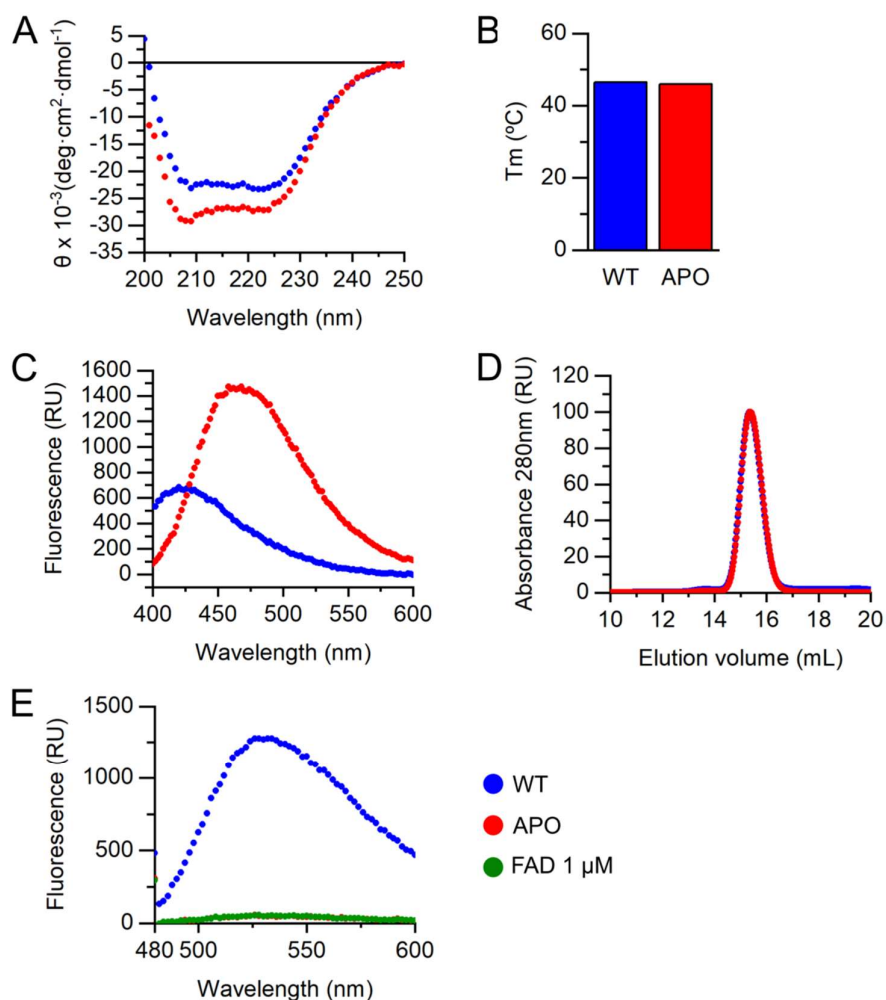 A
θ x 10⁻³(deg·cm²·dmol⁻¹)
5
0
-5
-10
-15
-20
-25
-30
-35
200 210 220 230 240 250
Wavelength (nm)
B
Tm (ºC)
60
40
20
0
WT APO
C
Fluorescence (RU)
1600
1400
1200
1000
800
600
400
200
0
400 450 500 550 600
Wavelength (nm)
D
Absorbance 280nm (RU)
120
100
80
60
40
20
0
10 12 14 16 18 20
Elution volume (mL)
E
Fluorescence (RU)
1500
1000
500
0
480 500 550 600
Wavelength (nm)
WT
APO
FAD 1 µM